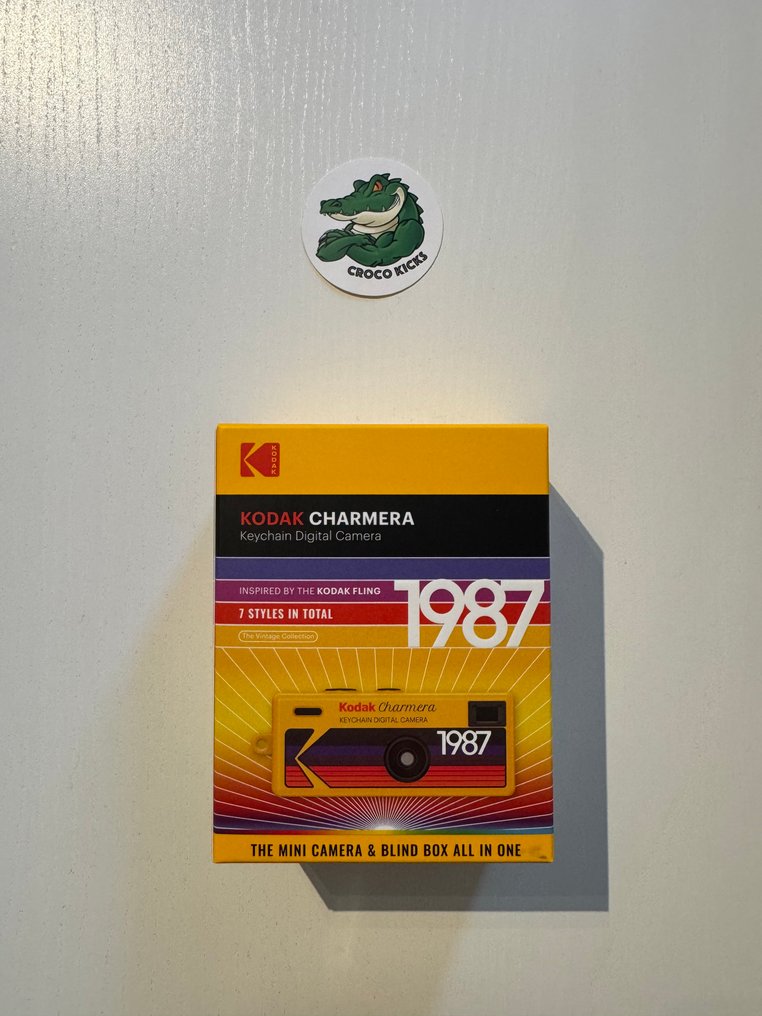 CROCO KICKS
KODAK
KODAK CHARMERA
Keychain Digital Camera
INSPIRED BY THE KODAK FLING
1987
7 STYLES IN TOTAL
The Vintage Collection
Kodak Charmera
KEYCHAIN DIGITAL CAMERA
1987
THE MINI CAMERA & BLIND BOX ALL IN ONE